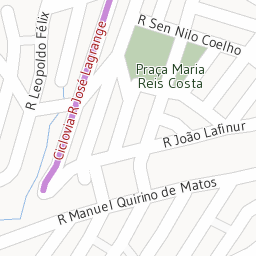 R Sen Nilo Coelho
R Leopoldo Félix
Ciclovia R José Lagrange
Praça Maria
Reis Costa
R João Lafinur
R Manuel Quirino de Matos